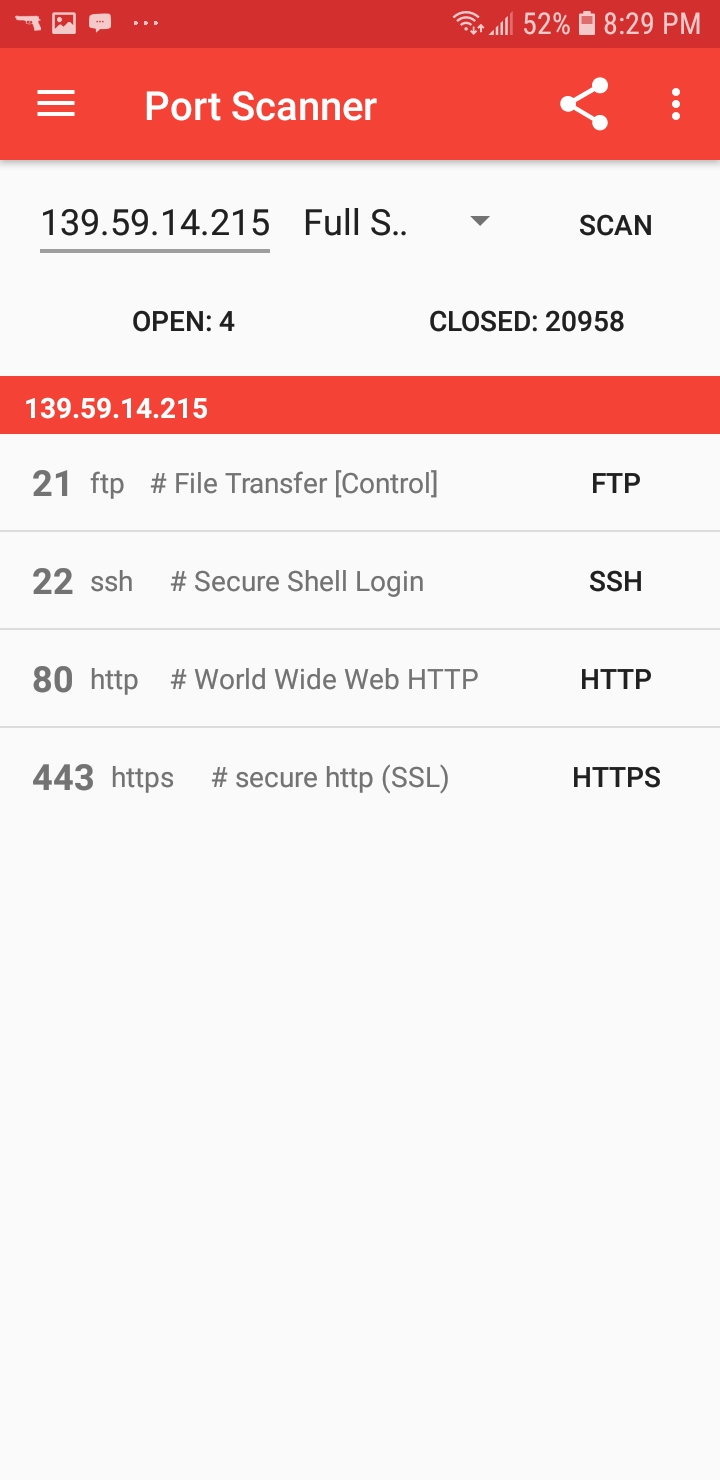 52% 8:29 PM
Port Scanner
139.59.14.215 Full S.. SCAN
OPEN: 4 CLOSED: 20958
139.59.14.215
21 ftp # File Transfer [Control] FTP
22 ssh # Secure Shell Login SSH
80 http # World Wide Web HTTP HTTP
443 https # secure http (SSL) HTTPS